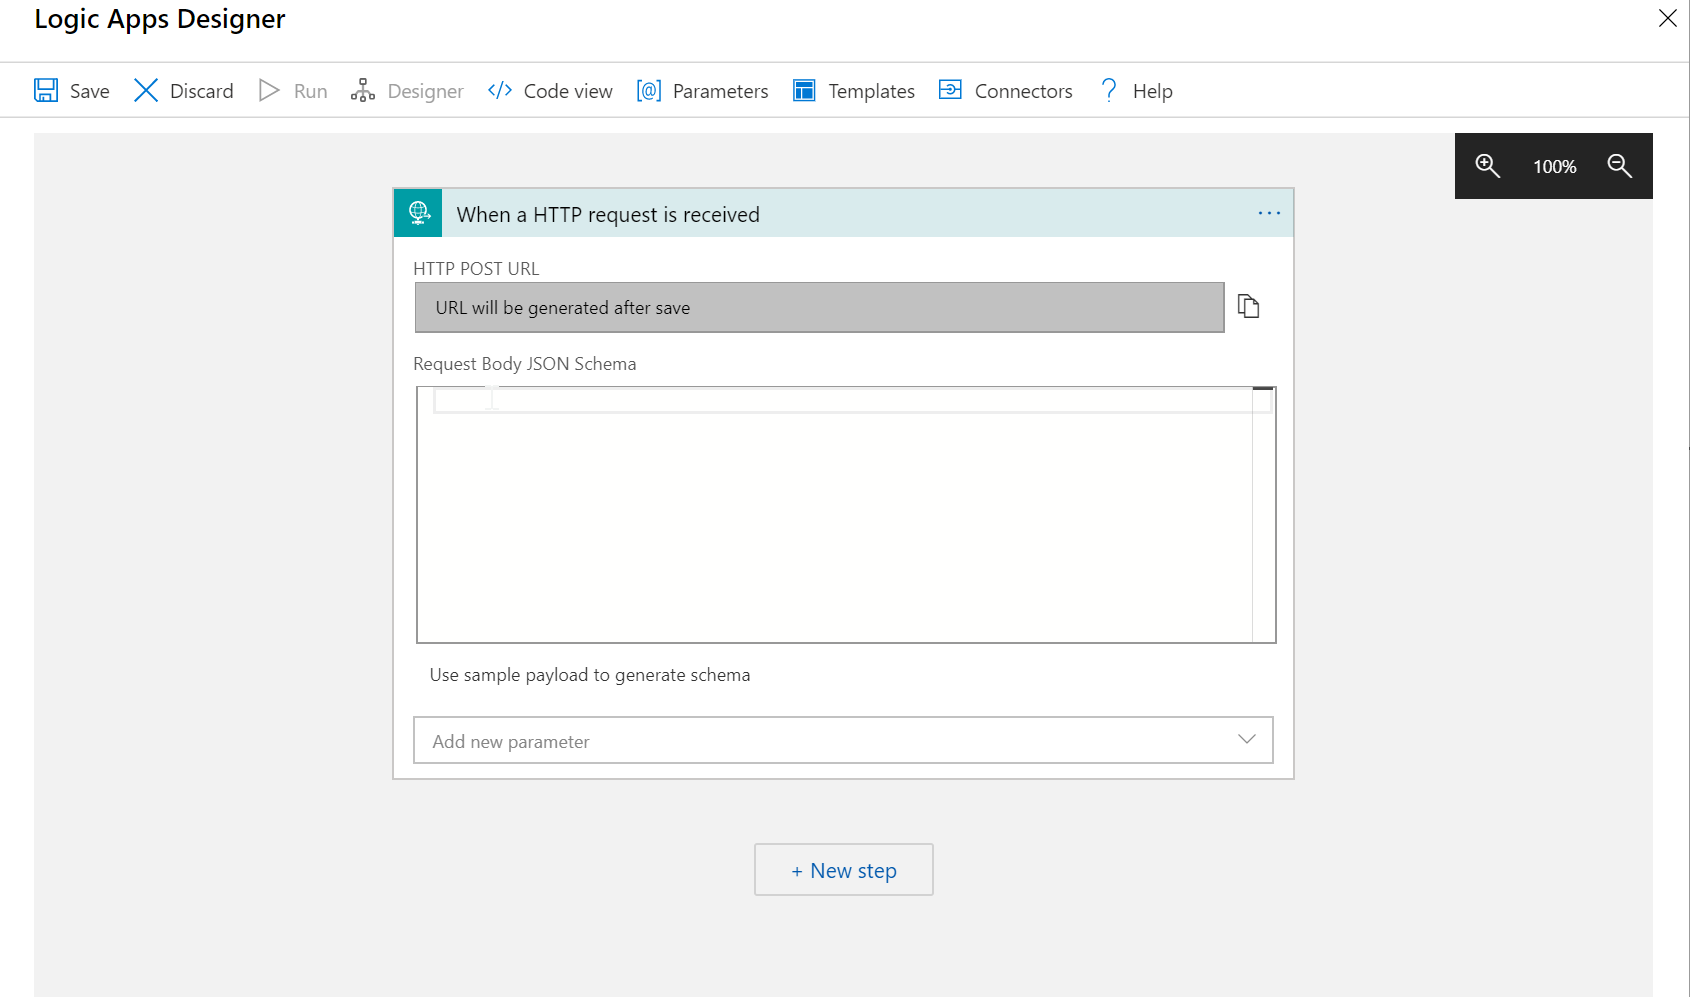 Logic Apps Designer
Save Discard Run Designer </> Code view [@] Parameters Templates Connectors ? Help
100%
When a HTTP request is received ...
HTTP POST URL
URL will be generated after save
Request Body JSON Schema
Use sample payload to generate schema
Add new parameter
+ New step